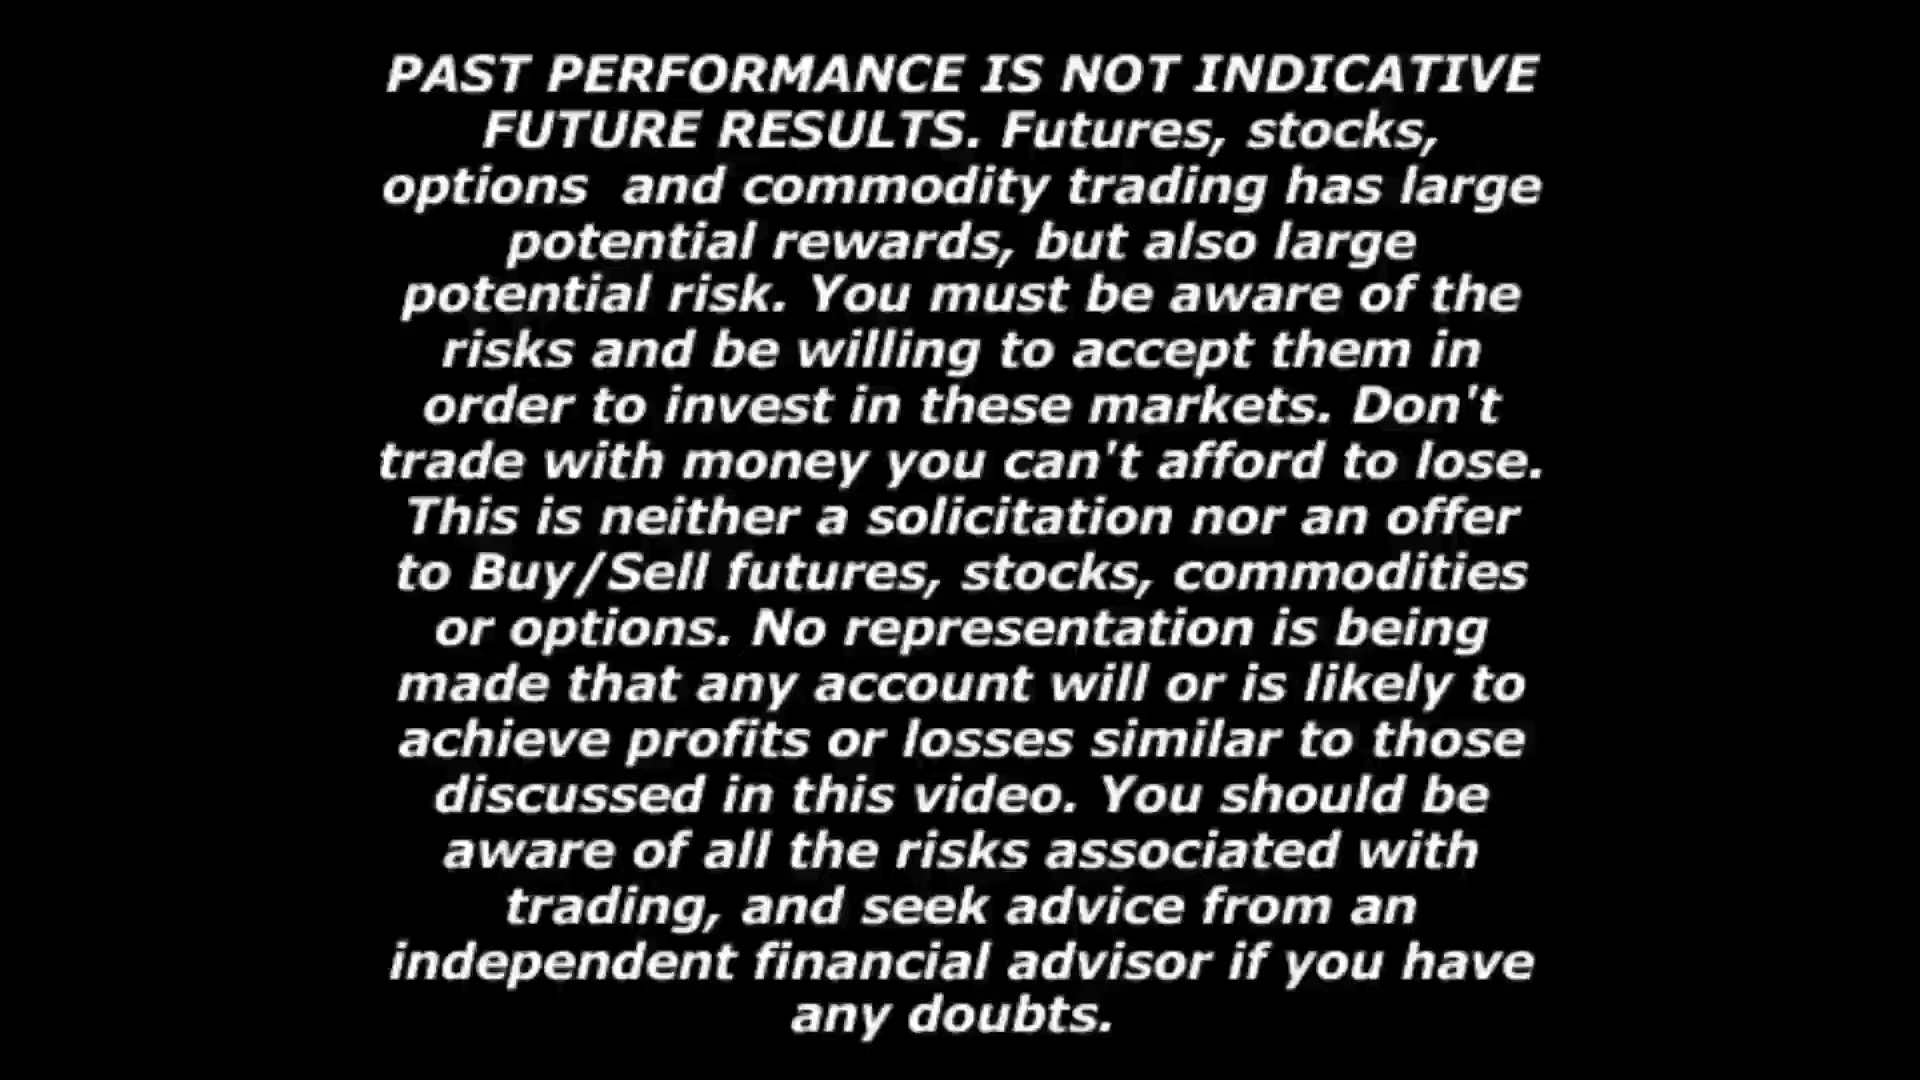 PAST PERFORMANCE IS NOT INDICATIVE
FUTURE RESULTS. Futures, stocks,
options  and commodity trading has large
potential rewards, but also large
potential risk. You must be aware of the
risks and be willing to accept them in
order to invest in these markets. Don't
trade with money you can't afford to lose.
This is neither a solicitation nor an offer
to Buy/Sell futures, stocks, commodities
or options. No representation is being
made that any account will or is likely to
achieve profits or losses similar to those
discussed in this video. You should be
aware of all the risks associated with
trading, and seek advice from an
independent financial advisor if you have
any doubts.